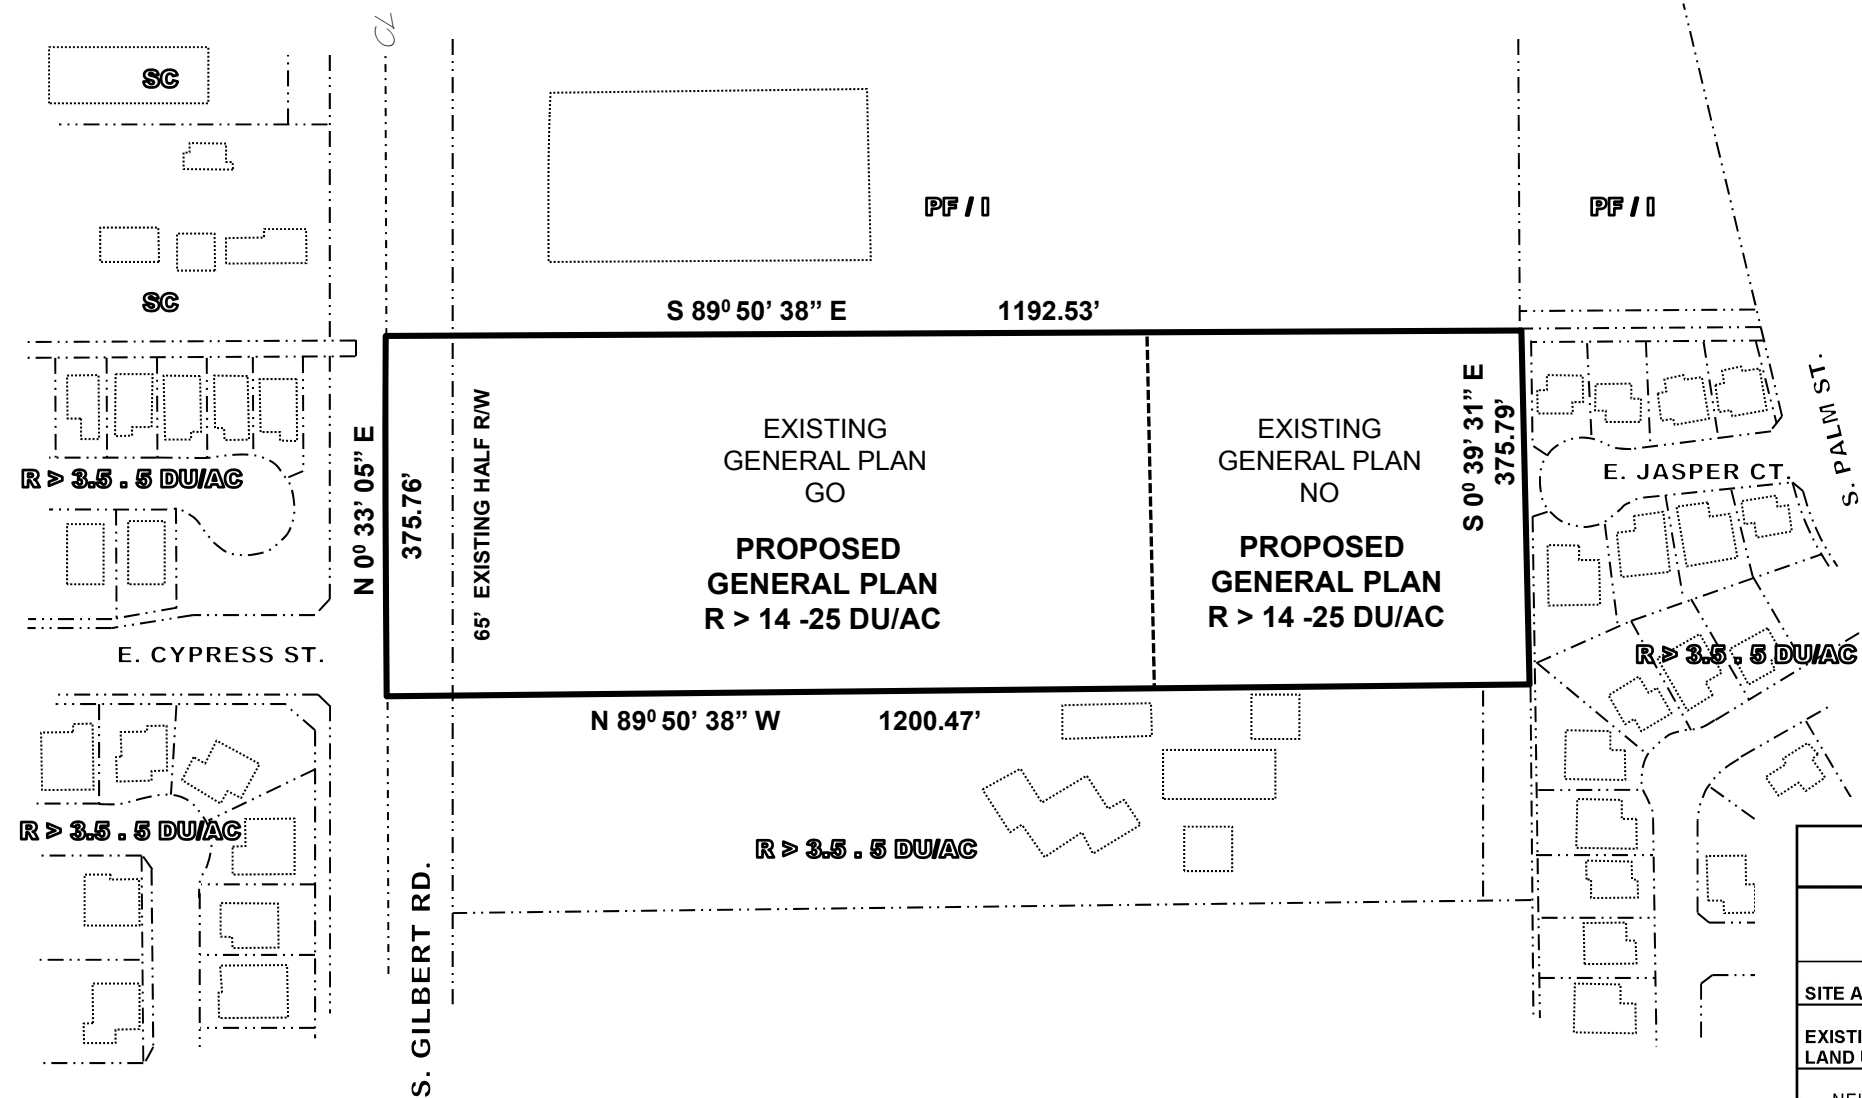 CL
SC
PF / I
PF / I
SC
S 89⁰ 50’ 38” E 1192.53’
N 0⁰ 33’ 05” E
375.76’
65’ EXISTING HALF R/W
EXISTING
GENERAL PLAN
GO
PROPOSED
GENERAL PLAN
R > 14 -25 DU/AC
EXISTING
GENERAL PLAN
NO
PROPOSED
GENERAL PLAN
R > 14 -25 DU/AC
S 0⁰ 39’ 31” E
375.79’
S. PALM ST.
E. JASPER CT.
R > 3.5 . 5 DU/AC
E. CYPRESS ST.
R > 3.5 . 5 DU/AC
N 89⁰ 50’ 38” W 1200.47’
R > 3.5 . 5 DU/AC
R > 3.5 . 5 DU/AC
S. GILBERT RD.
SITE A
EXISTI
LAND